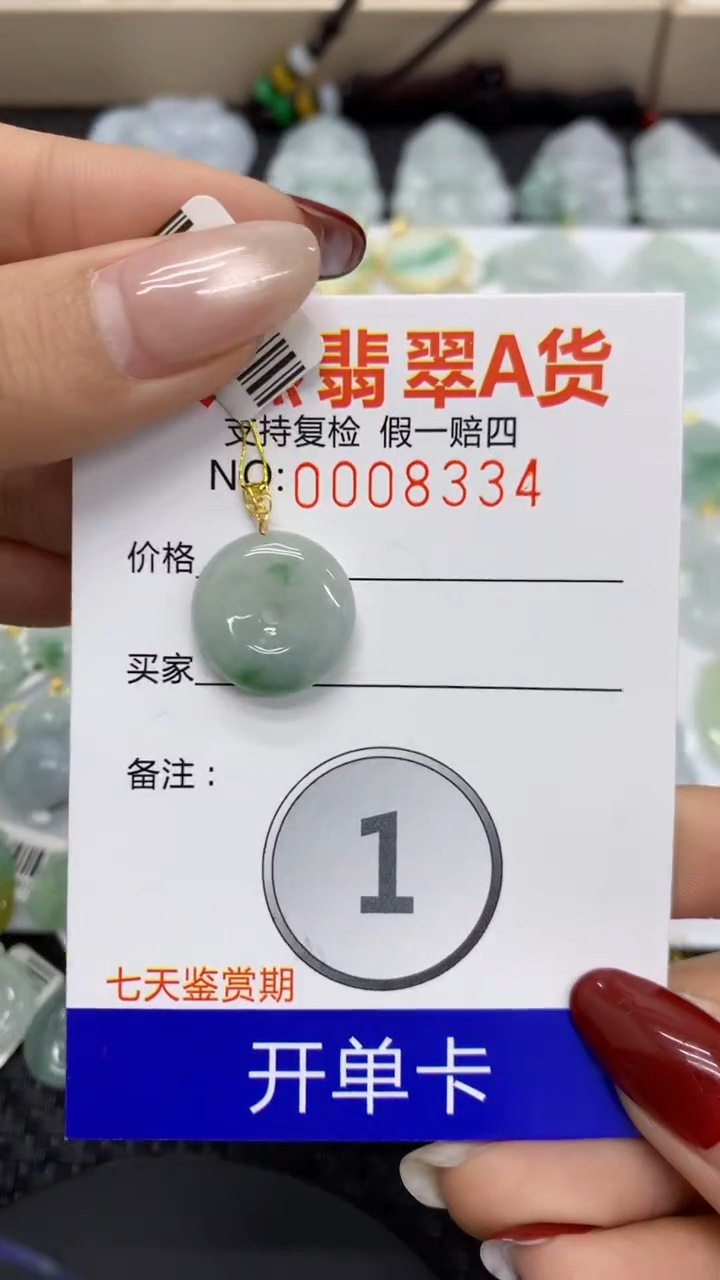 翡翠A货
支持复检 假一赔四
NO:0008334
价格
买家
备注：
1
七天鉴赏期
开单卡